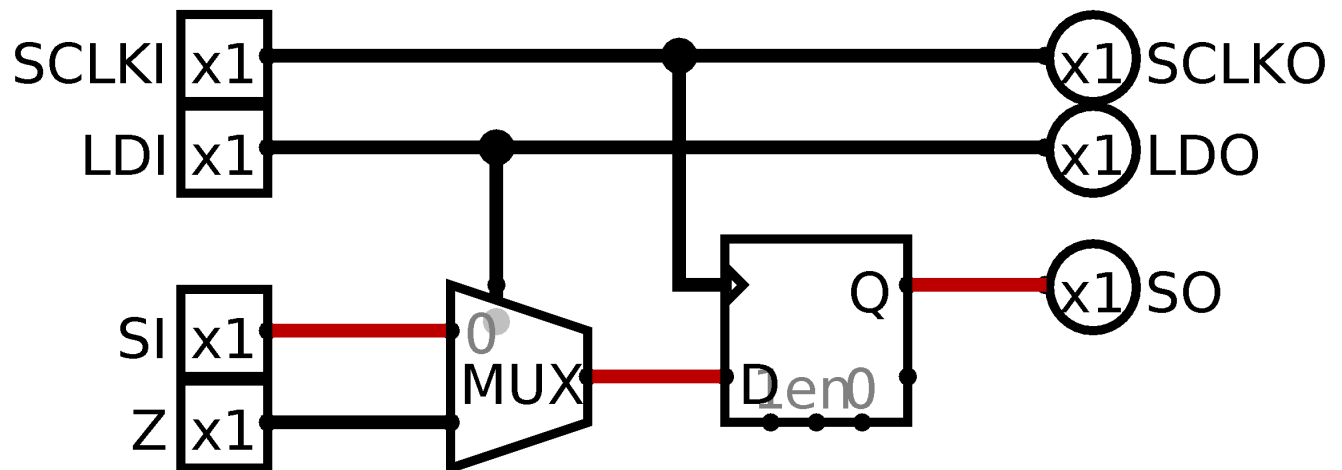 SCLKI x1 x1 SCLKO
LDI x1 x1 LDO
SI x1 0 Q x1 SO
MUX D 1 en 0
Z x1